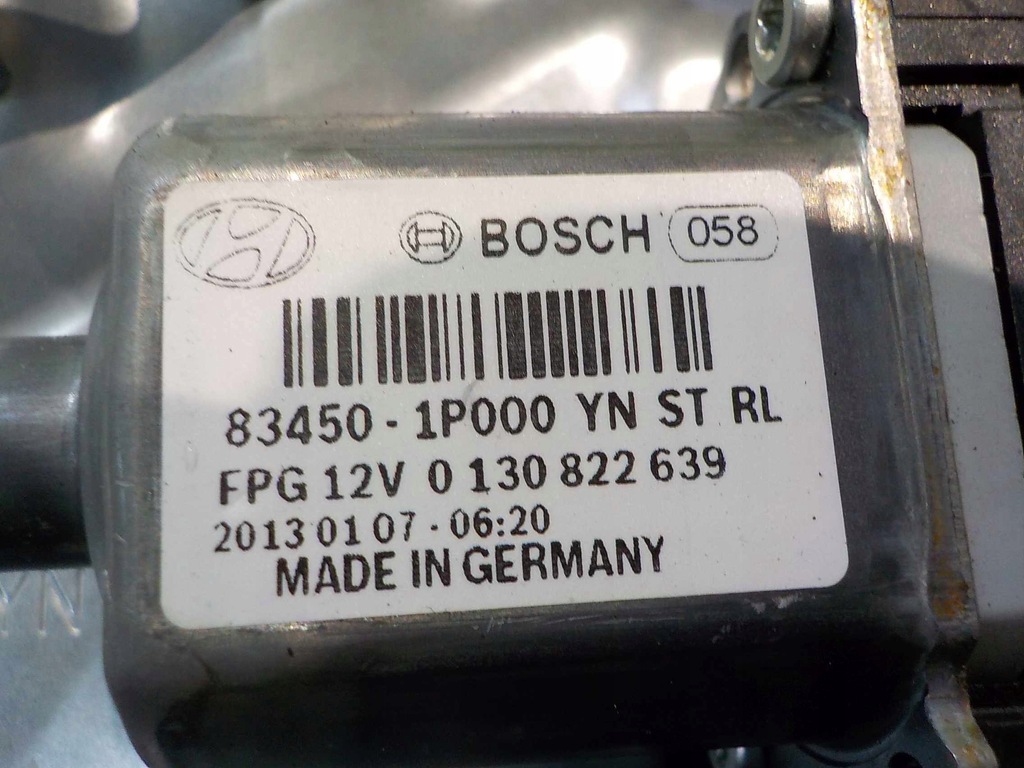 BOSCH 058
83450-1P000 YN ST RL
FPG 12V 0 130 822 639
2013 01 07 - 06:20
MADE IN GERMANY